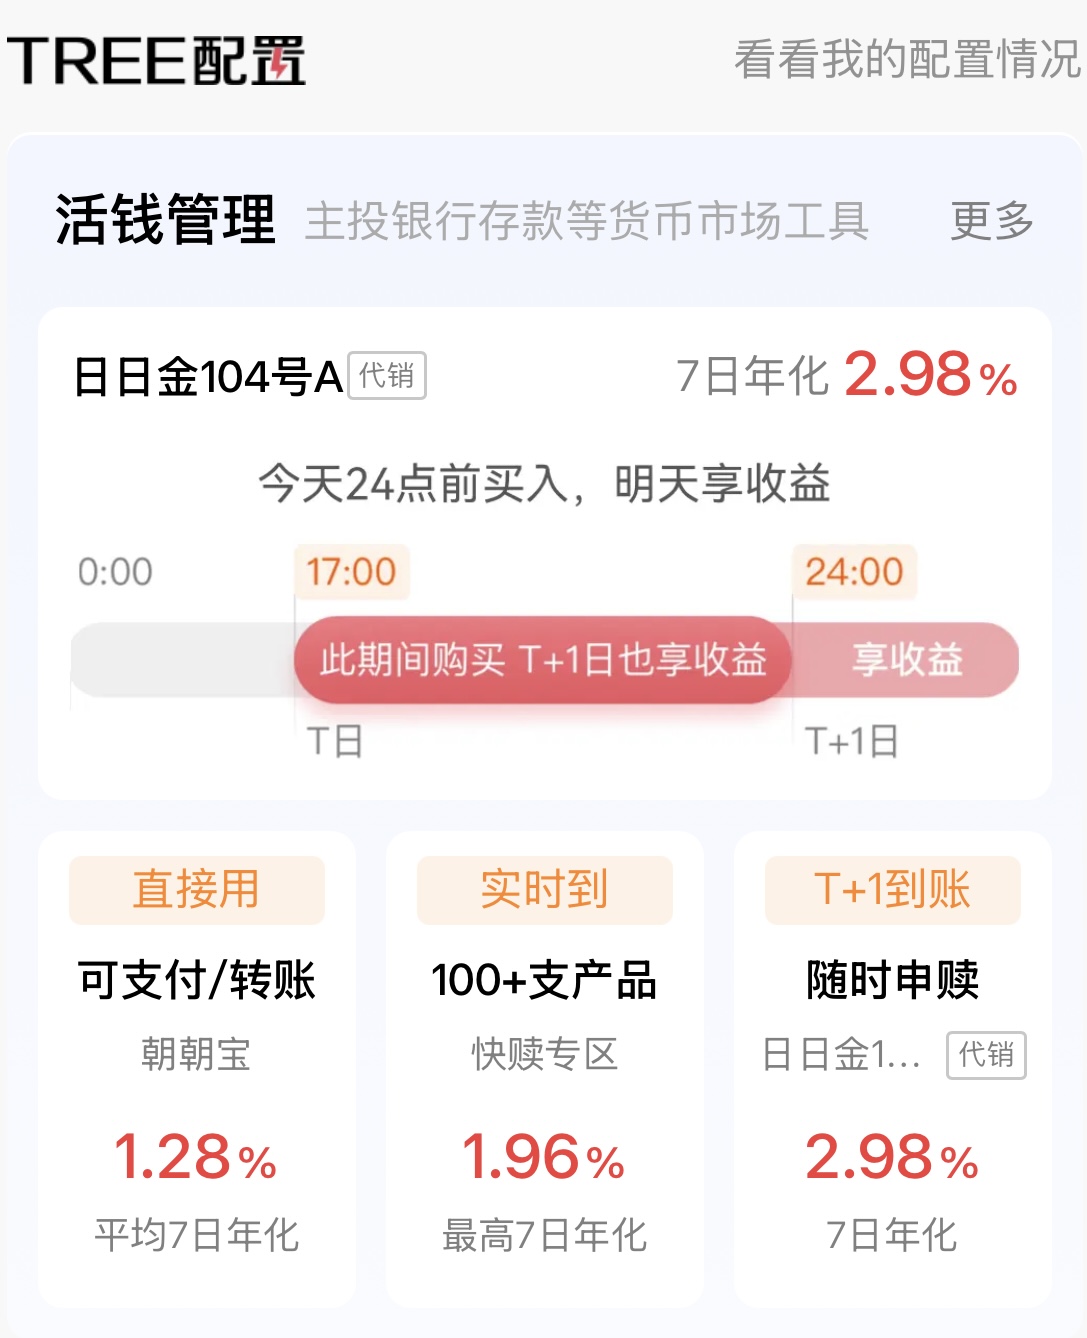 TREE配置
看看我的配置情况
活钱管理 主投银行存款等货币市场工具 更多
日日金104号A 代销 7日年化 2.98%
今天24点前买入，明天享收益
0:00 17:00 24:00
此期间购买 T+1日也享收益 享收益
T日 T+1日
直接用
可支付/转账
朝朝宝
1.28%
平均7日年化
实时到
100+支产品
快赎专区
1.96%
最高7日年化
T+1到账
随时申赎
日日金1... 代销
2.98%
7日年化